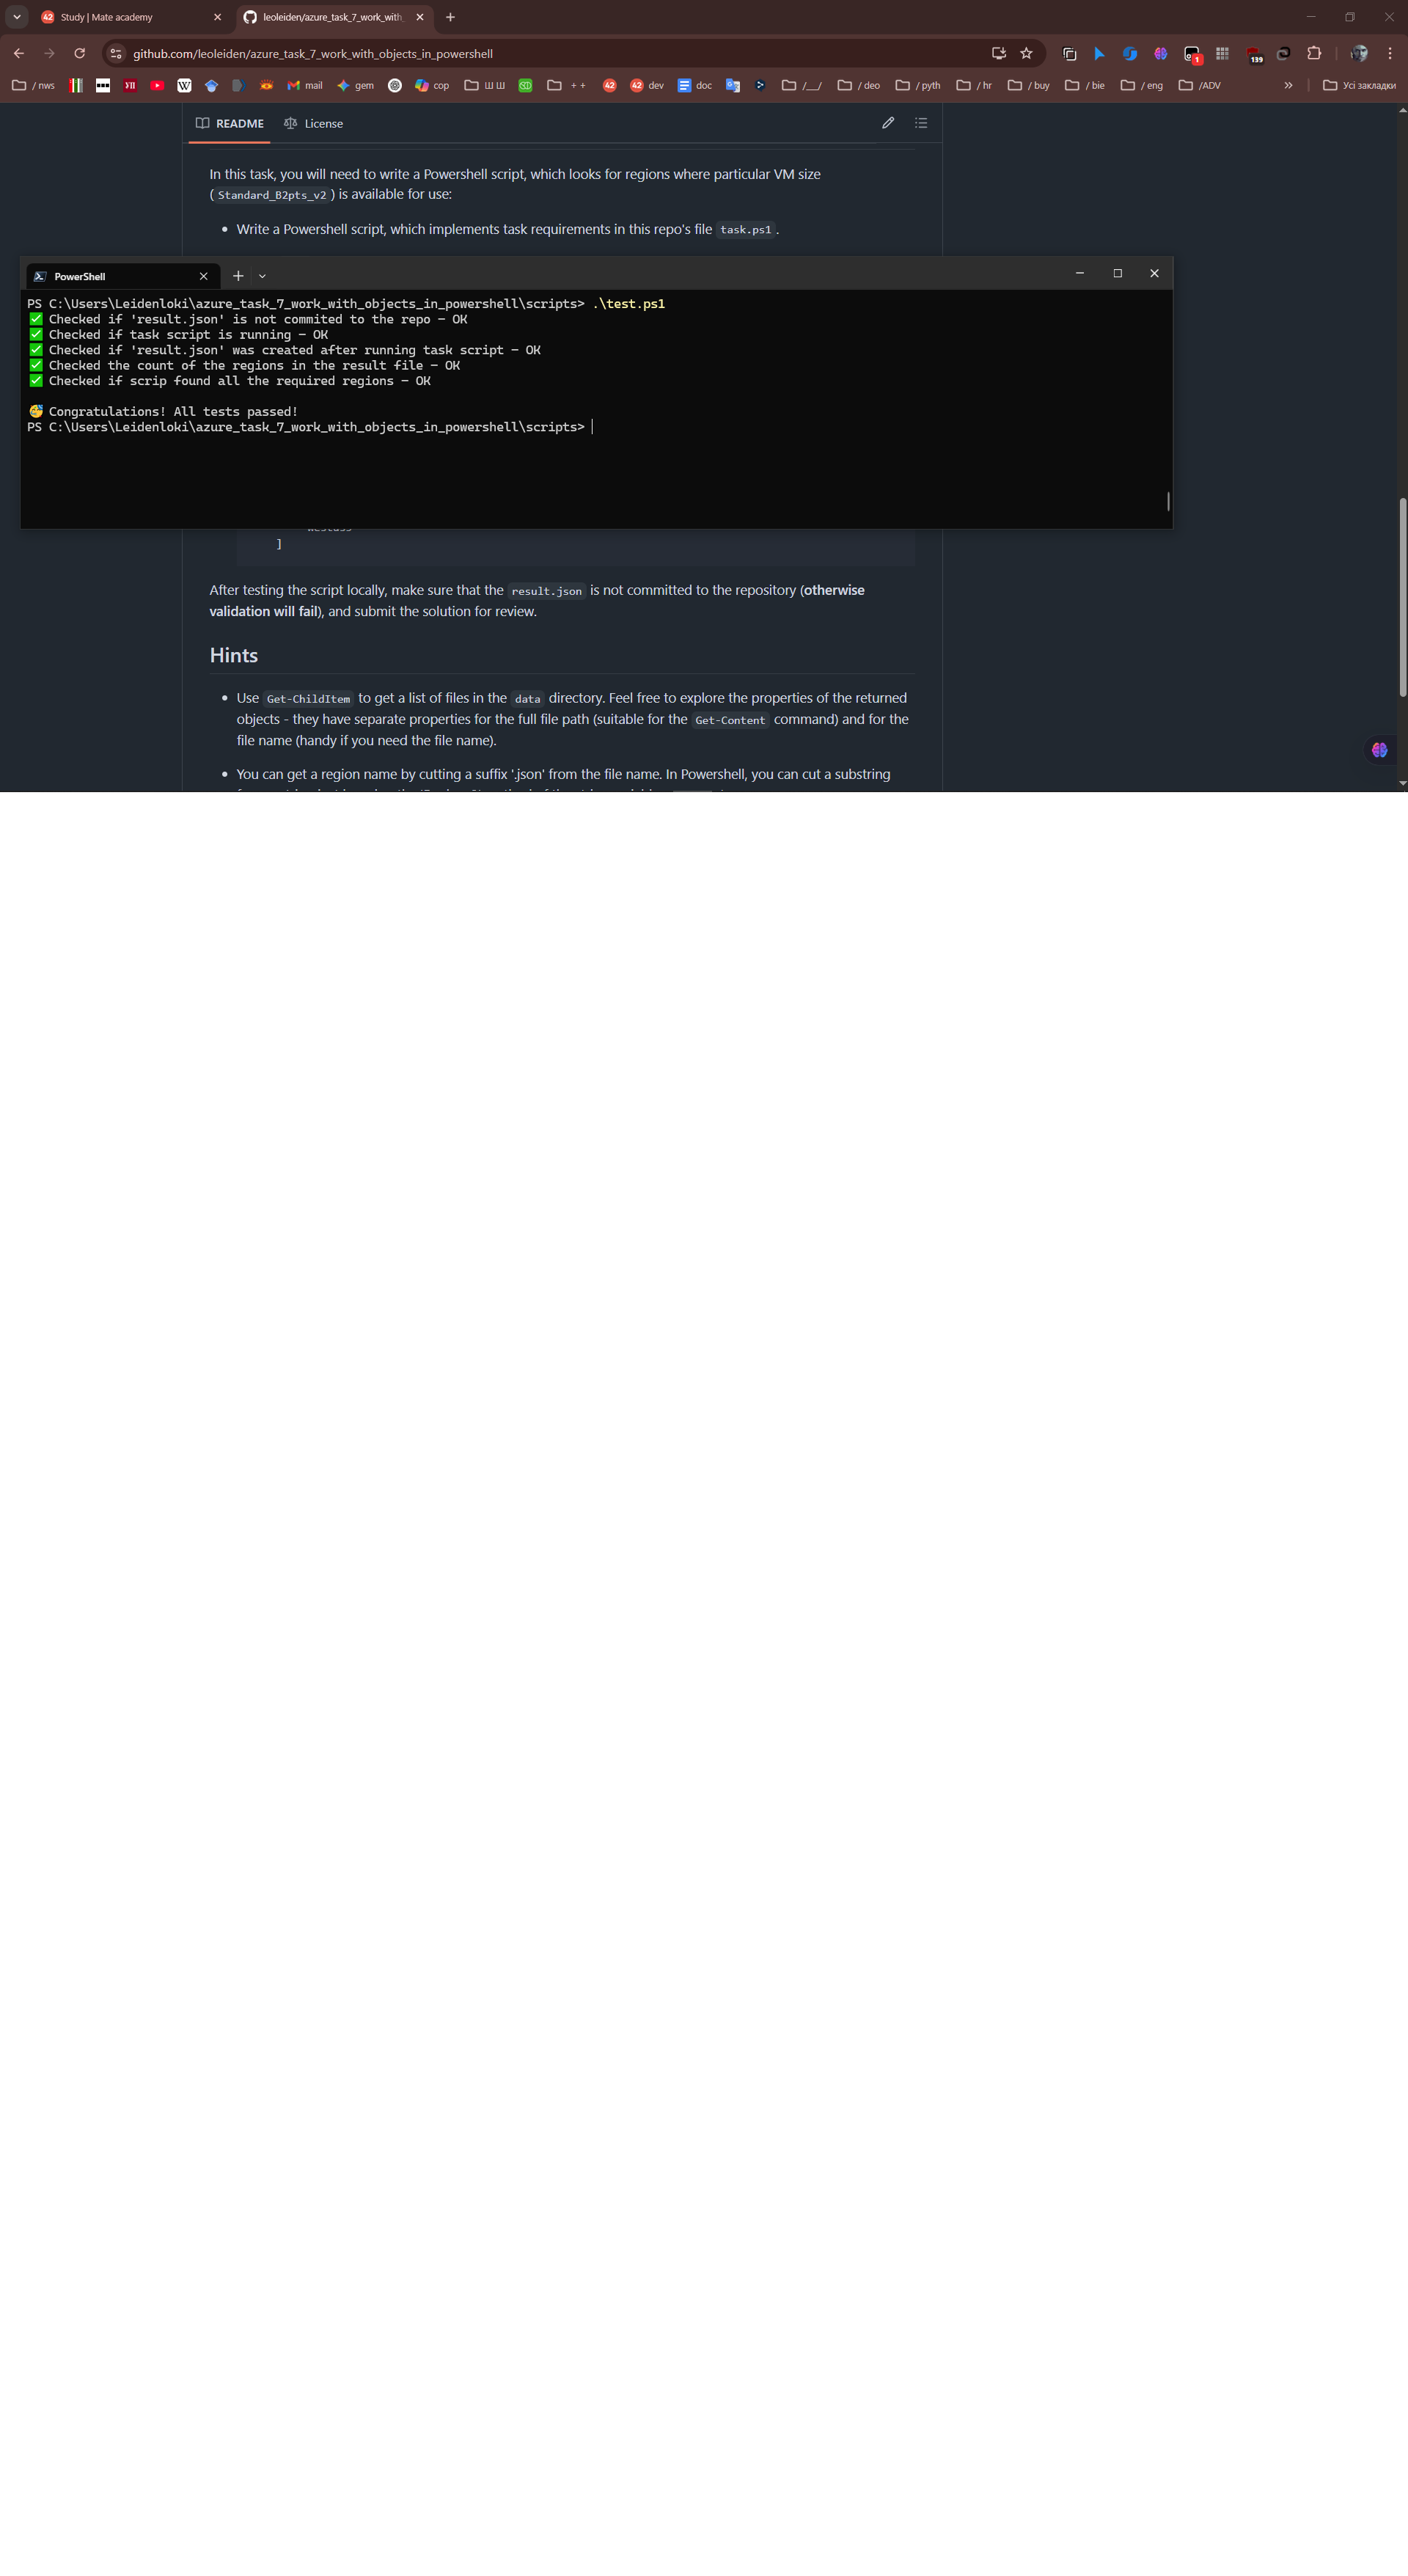 Study | Mate academy
leoleiden/azure_task_7_work_with_
github.com/leoleiden/azure_task_7_work_with_objects_in_powershell
1
139
/ nws
mail
gem
cop
Ш Ш
+ +
42
42 dev
doc
/__/
/ deo
/ pyth
/ hr
/ buy
/ bie
/ eng
/ADV
Усі закладки
README
License
In this task, you will need to write a Powershell script, which looks for regions where particular VM size
( Standard_B2pts_v2 ) is available for use:
Write a Powershell script, which implements task requirements in this repo's file task.ps1 .
PowerShell
PS C:\Users\Leidenloki\azure_task_7_work_with_objects_in_powershell\scripts> .\test.ps1
✅ Checked if 'result.json' is not commited to the repo - OK
✅ Checked if task script is running - OK
✅ Checked if 'result.json' was created after running task script - OK
✅ Checked the count of the regions in the result file - OK
✅ Checked if scrip found all the required regions - OK
🥳 Congratulations! All tests passed!
PS C:\Users\Leidenloki\azure_task_7_work_with_objects_in_powershell\scripts>
]
After testing the script locally, make sure that the result.json is not committed to the repository (otherwise
validation will fail), and submit the solution for review.
Hints
Use Get-ChildItem to get a list of files in the data directory. Feel free to explore the properties of the returned
objects - they have separate properties for the full file path (suitable for the Get-Content command) and for the
file name (handy if you need the file name).
You can get a region name by cutting a suffix '.json' from the file name. In Powershell, you can cut a substring